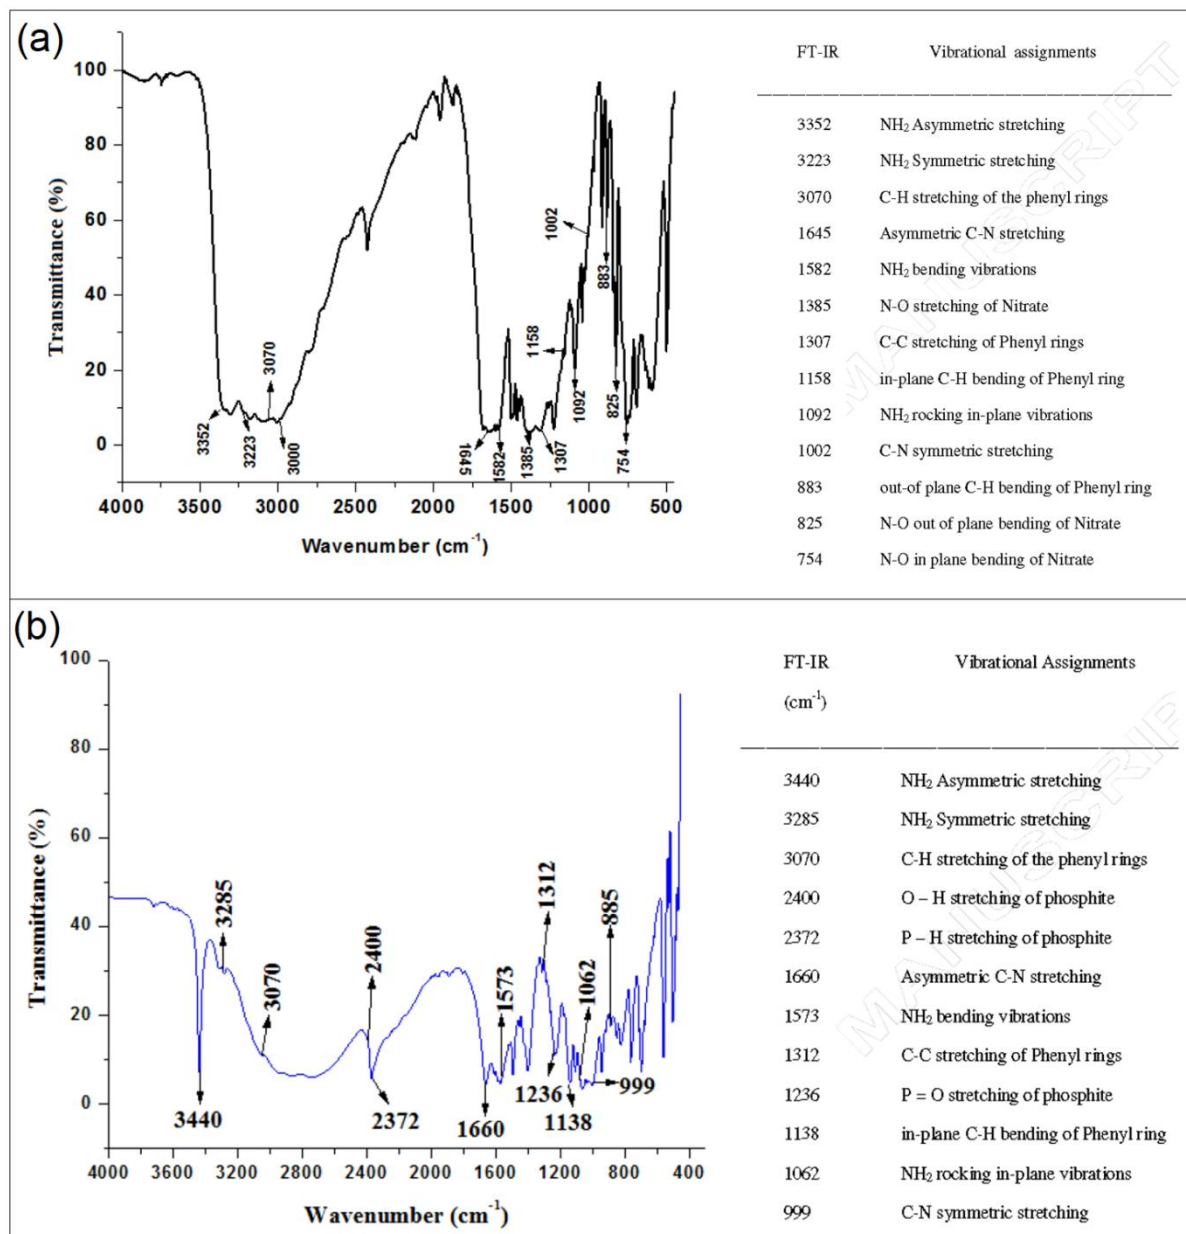 (a)
Transmittance (%)
100
80
60
40
20
0
3352
3223
3070
3000
1645
1582
1385
1307
1158
1092
1002
883
825
754
4000 3500 3000 2500 2000 1500 1000 500
Wavenumber (cm⁻¹)
FT-IR Vibrational assignments
3352 NH₂ Asymmetric stretching
3223 NH₂ Symmetric stretching
3070 C-H stretching of the phenyl rings
1645 Asymmetric C-N stretching
1582 NH₂ bending vibrations
1385 N-O stretching of Nitrate
1307 C-C stretching of Phenyl rings
1158 in-plane C-H bending of Phenyl ring
1092 NH₂ rocking in-plane vibrations
1002 C-N symmetric stretching
883 out-of plane C-H bending of Phenyl ring
825 N-O out of plane bending of Nitrate
754 N-O in plane bending of Nitrate
MANUSCRIPT
(b)
Transmittance (%)
100
80
60
40
20
0
3440
3285
3070
2400
2372
1660
1573
1312
1236
1138
1062
885
999
4000 3600 3200 2800 2400 2000 1600 1200 800 400
Wavenumber (cm⁻¹)
FT-IR Vibrational Assignments
(cm⁻¹)
3440 NH₂ Asymmetric stretching
3285 NH₂ Symmetric stretching
3070 C-H stretching of the phenyl rings
2400 O – H stretching of phosphite
2372 P – H stretching of phosphite
1660 Asymmetric C-N stretching
1573 NH₂ bending vibrations
1312 C-C stretching of Phenyl rings
1236 P = O stretching of phosphite
1138 in-plane C-H bending of Phenyl ring
1062 NH₂ rocking in-plane vibrations
999 C-N symmetric stretching
MANUSCRIP